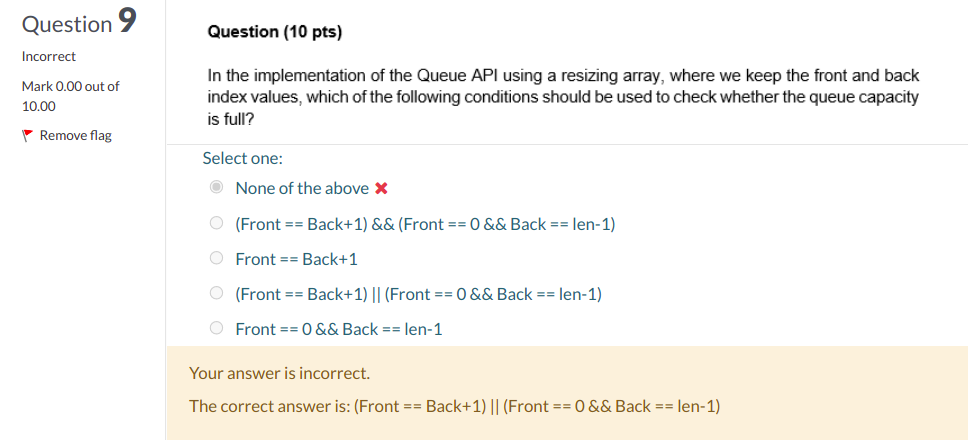 Question 9
Incorrect
Mark 0.00 out of
10.00
Remove flag
Question (10 pts)
In the implementation of the Queue API using a resizing array, where we keep the front and back
index values, which of the following conditions should be used to check whether the queue capacity
is full?
Select one:
None of the above
(Front == Back+1) && (Front == 0 && Back == len-1)
Front == Back+1
(Front == Back+1) || (Front == 0 && Back == len-1)
Front == 0 && Back == len-1
Your answer is incorrect.
The correct answer is: (Front == Back+1) || (Front == 0 && Back == len-1)